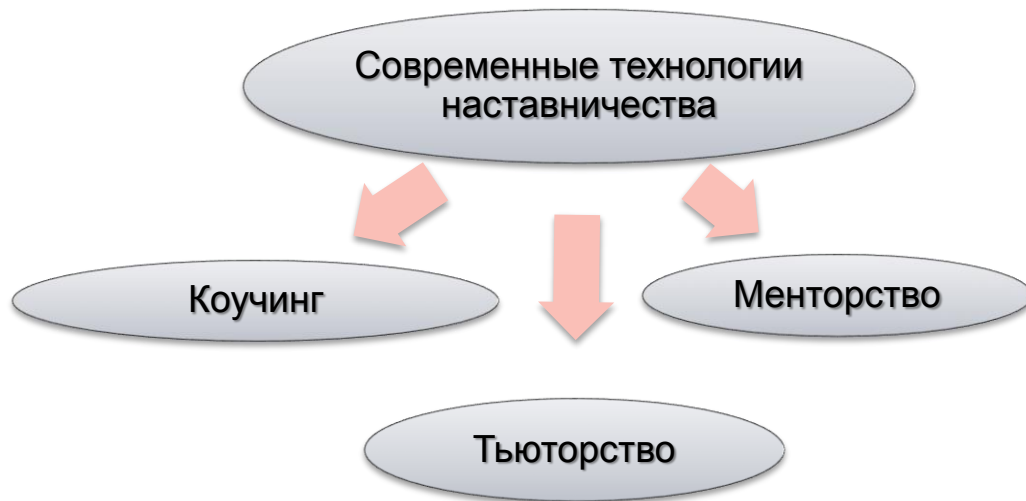 Современные технологии
наставничества
Коучинг
Менторство
Тьюторство